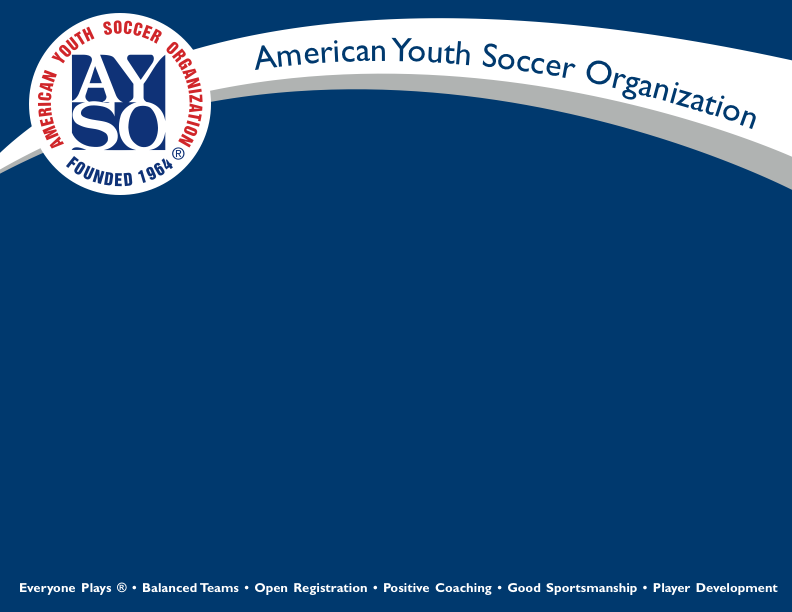 AMERICAN YOUTH SOCCER ORGANIZATION
AY
SO
®
FOUNDED 1964
American Youth Soccer Organization
Everyone Plays ® • Balanced Teams • Open Registration • Positive Coaching • Good Sportsmanship • Player Development